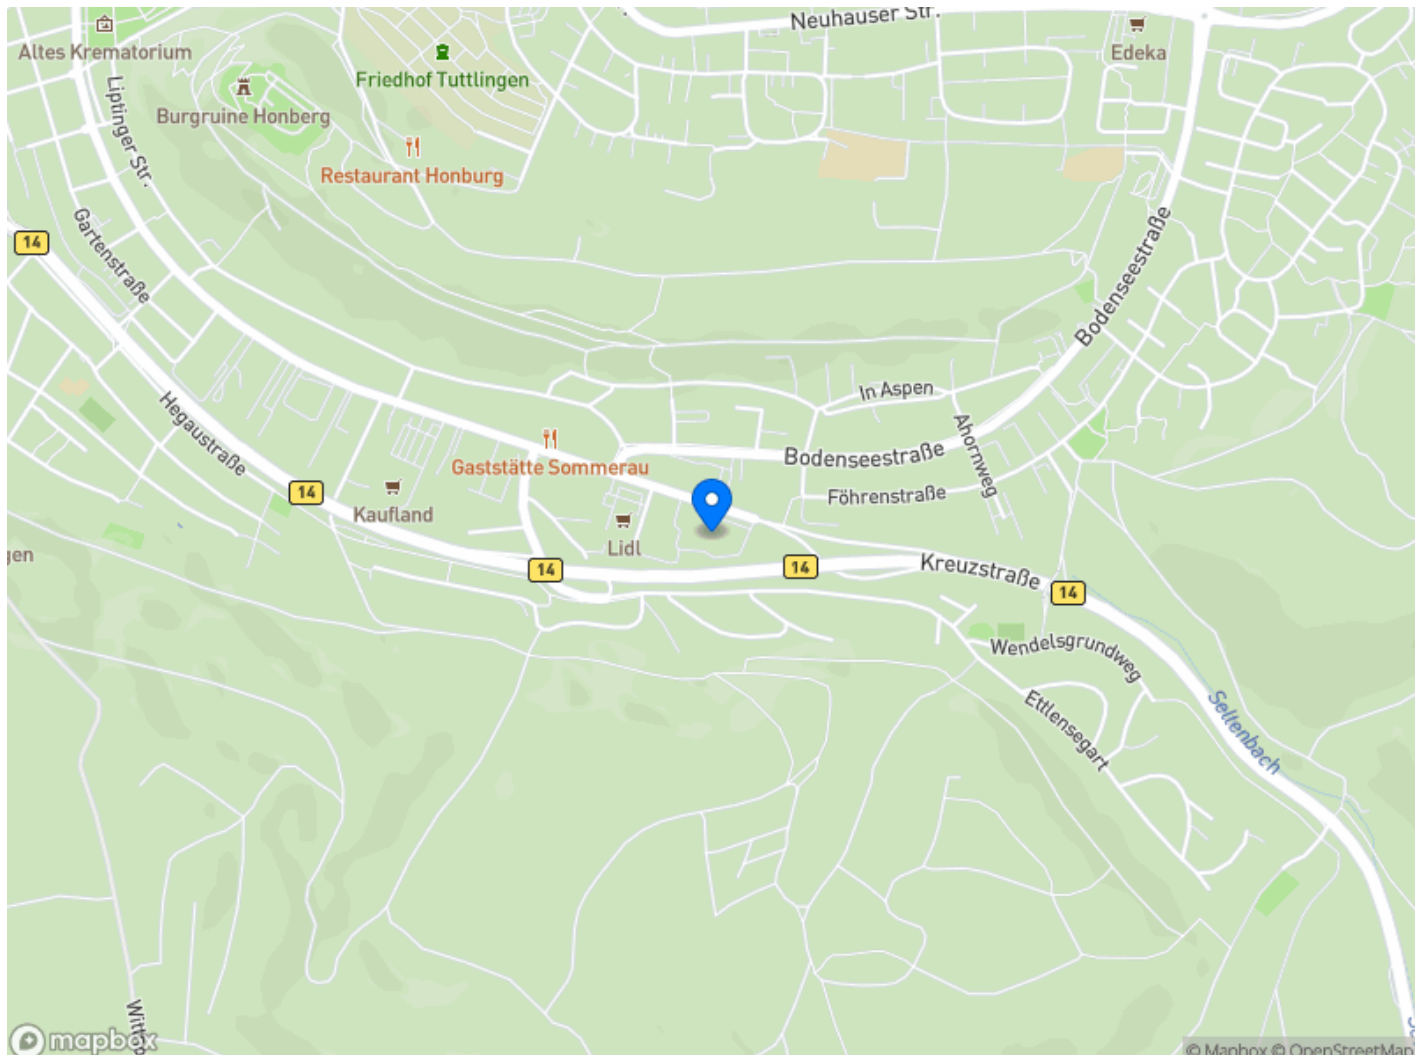 Neuhauser Str.
Edeka
Altes Krematorium
Friedhof Tuttlingen
Liptinger Str.
Burgruine Honberg
Restaurant Honburg
14
Gartenstraße
Bodenseestraße
In Aspen
Hegaustraße
Ahornweg
Gaststätte Sommerau
Bodenseestraße
14
Föhrenstraße
Kaufland
Lidl
gen
14
14
Kreuzstraße
14
Wendelsgrundweg
Ettlensegart
Seltenbach
mapbox
© Mapbox © OpenStreetMap